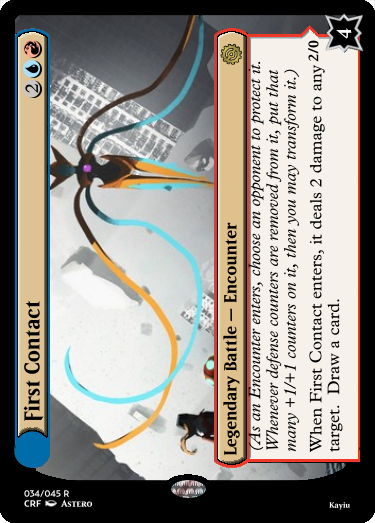 First Contact
2
Legendary Battle — Encounter
(As an Encounter enters, choose an opponent to protect it.
Whenever defense counters are removed from it, put that
many +1/+1 counters on it, then you may transform it.)
When First Contact enters, it deals 2 damage to any
target. Draw a card.
2/0
4
034/045 R
CRF ASTERO
Kayiu